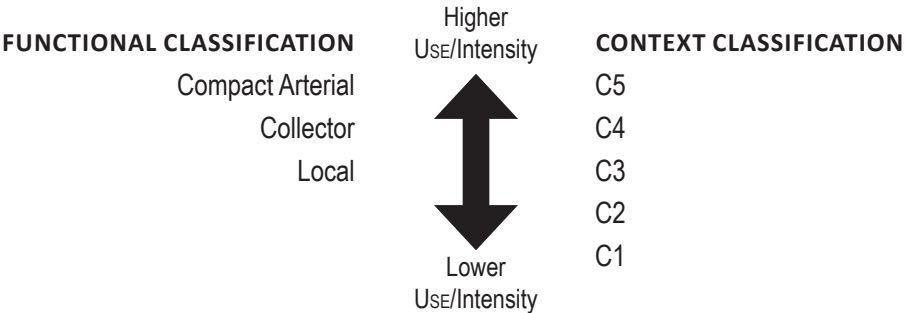 FUNCTIONAL CLASSIFICATION
Compact Arterial
Collector
Local
Higher
USE/Intensity
Lower
USE/Intensity
CONTEXT CLASSIFICATION
C5
C4
C3
C2
C1